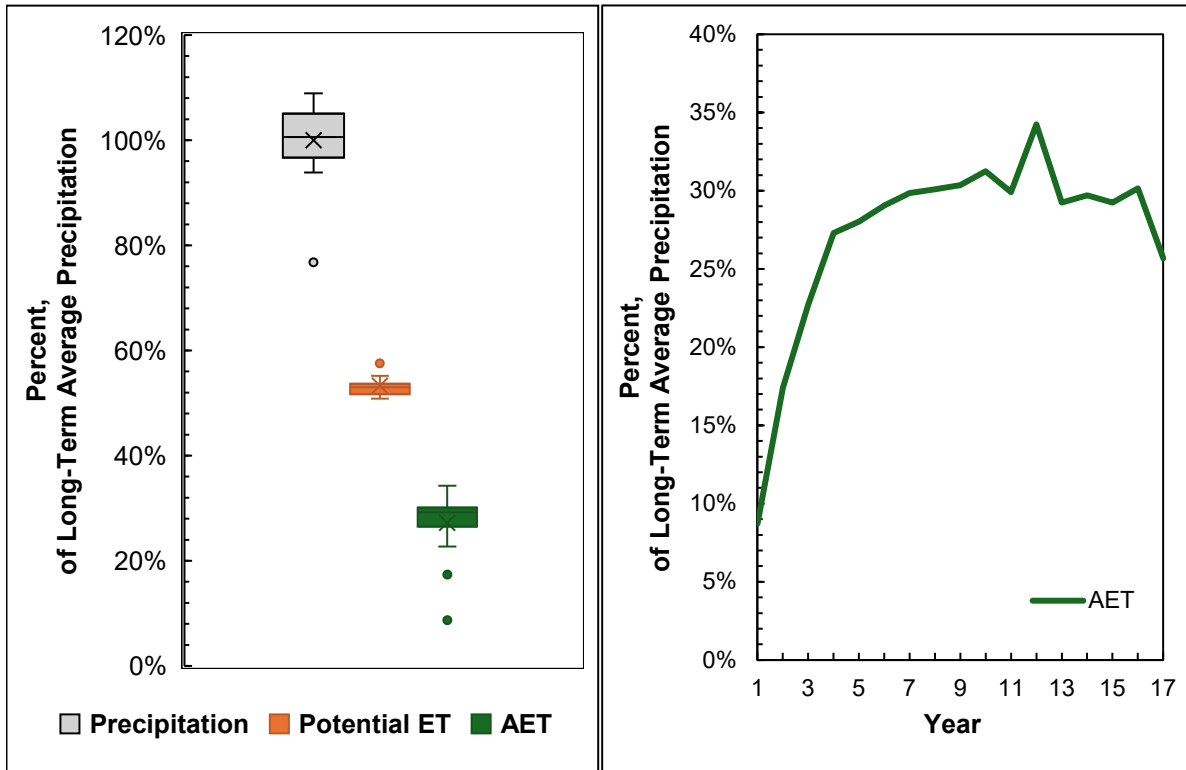 Percent,
of Long-Term Average Precipitation
120%
100%
80%
60%
40%
20%
0%
Precipitation Potential ET AET
Percent,
of Long-Term Average Precipitation
40%
35%
30%
25%
20%
15%
10%
5%
0%
AET
1 3 5 7 9 11 13 15 17
Year